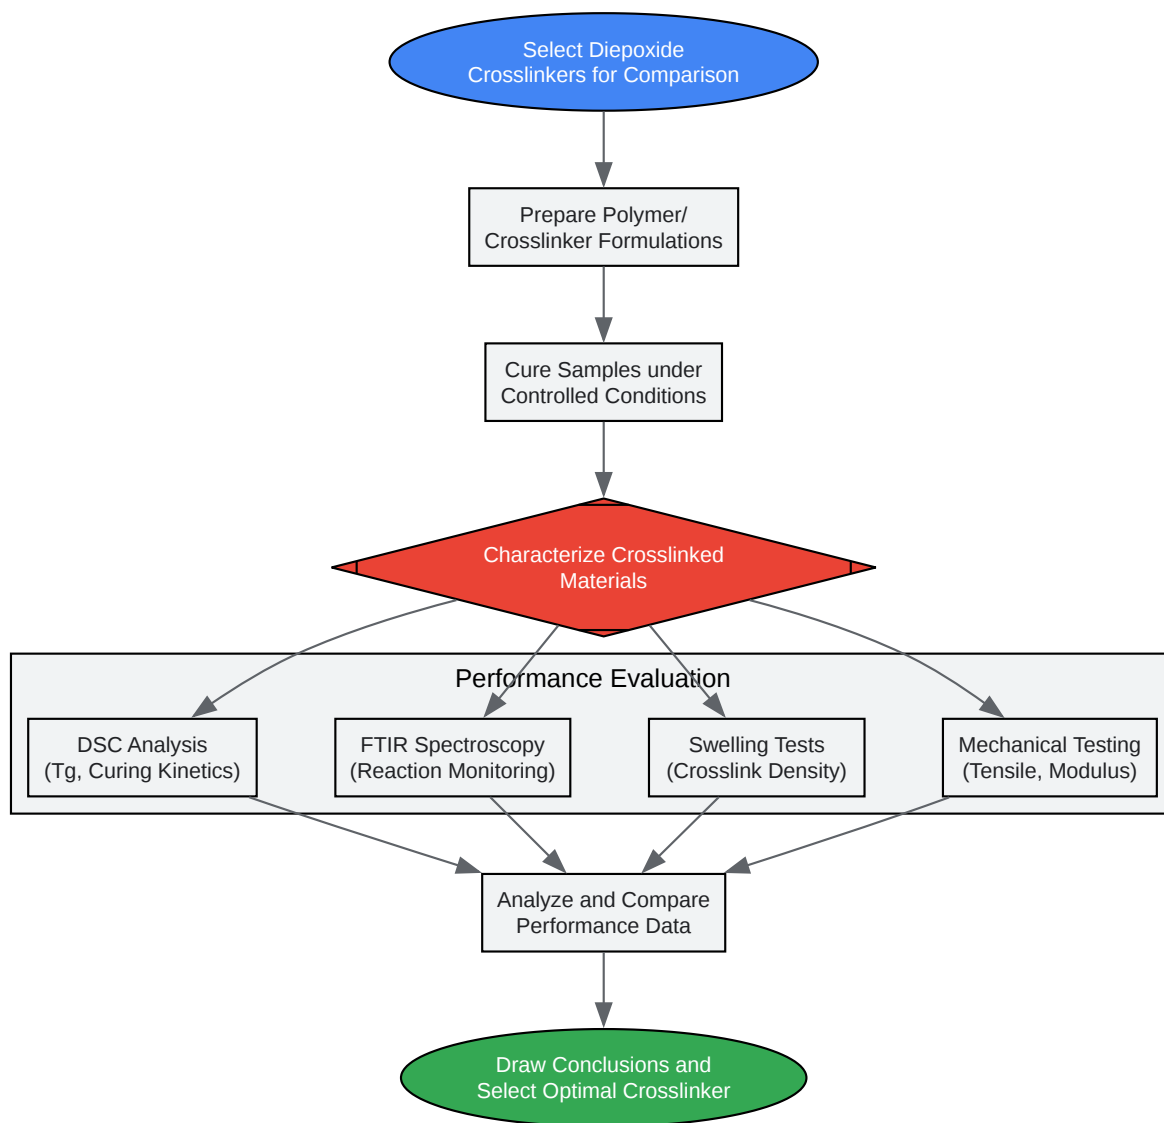 Select Diepoxide
Crosslinkers for Comparison
Prepare Polymer/
Crosslinker Formulations
Cure Samples under
Controlled Conditions
Characterize Crosslinked
Materials
Performance Evaluation
DSC Analysis
(Tg, Curing Kinetics)
FTIR Spectroscopy
(Reaction Monitoring)
Swelling Tests
(Crosslink Density)
Mechanical Testing
(Tensile, Modulus)
Analyze and Compare
Performance Data
Draw Conclusions and
Select Optimal Crosslinker